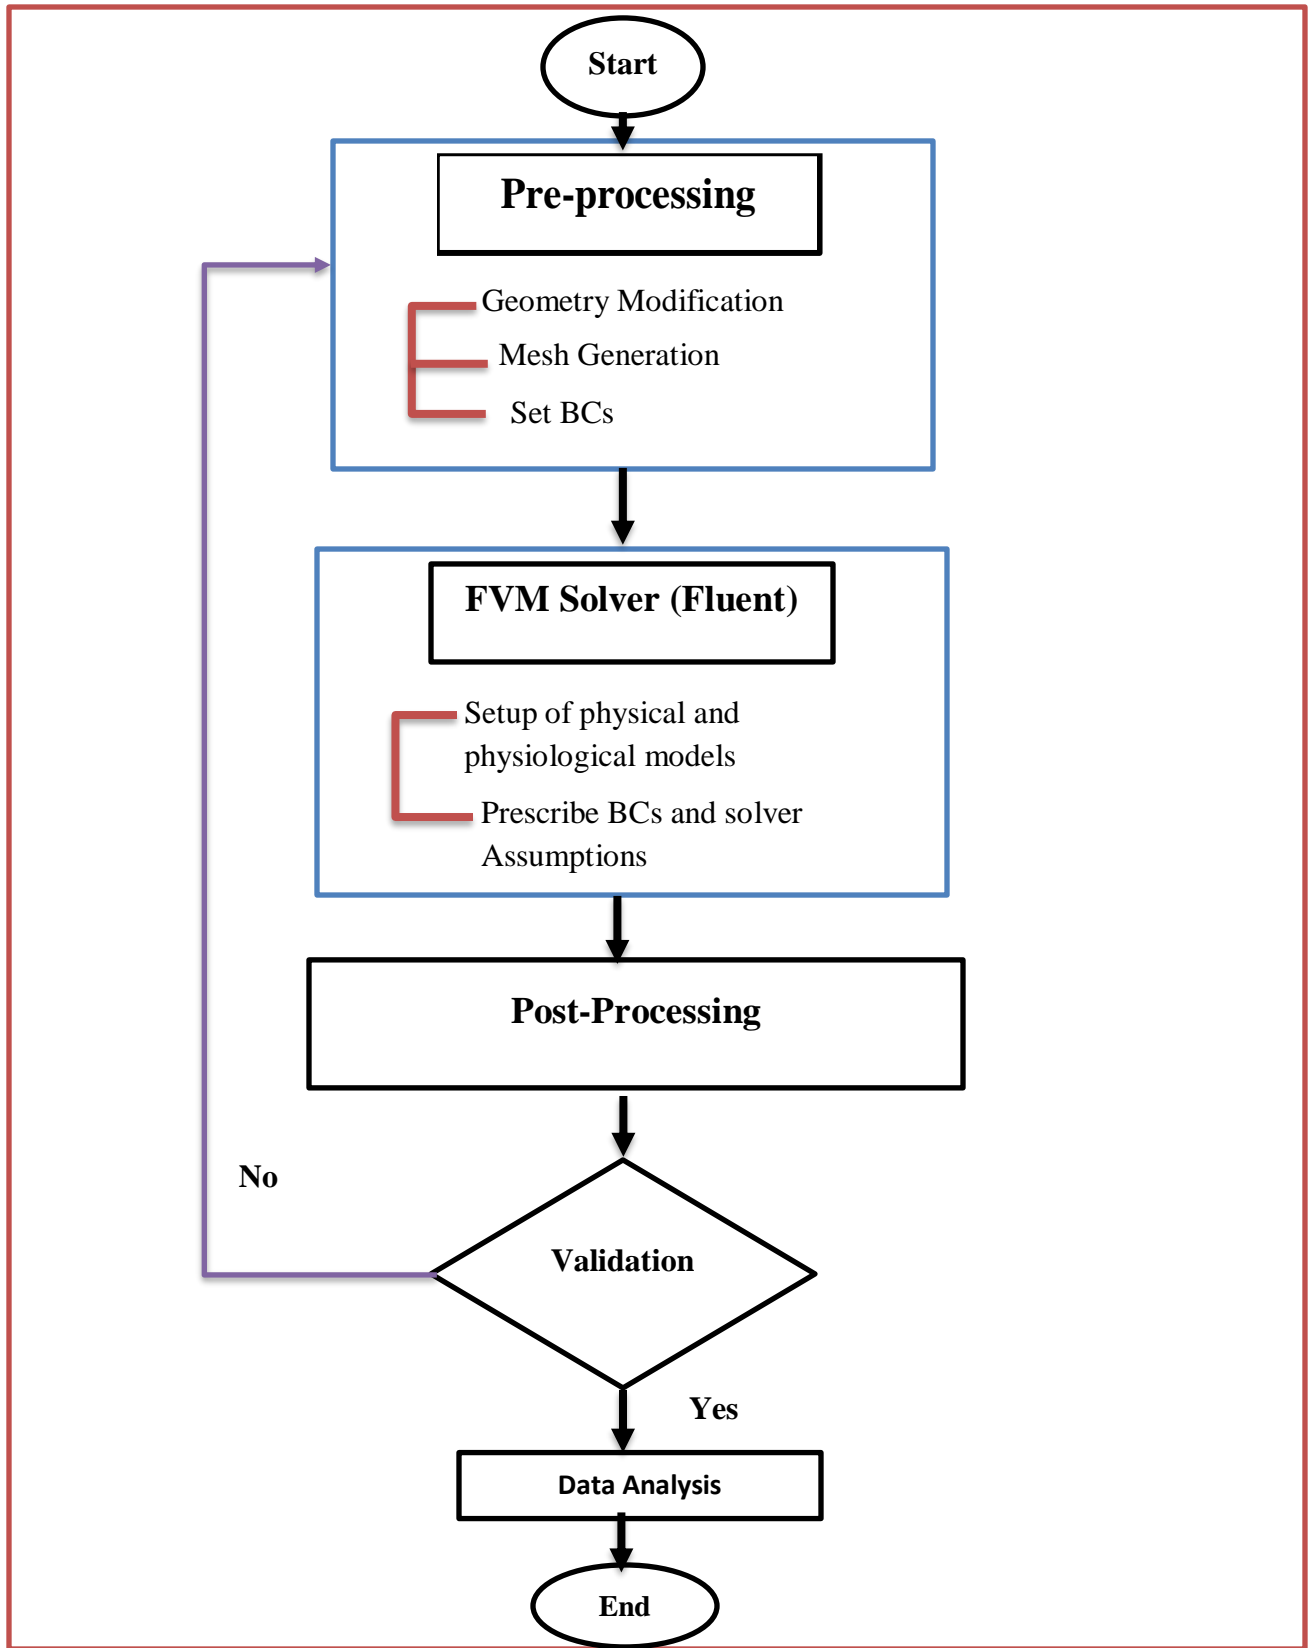 Start
Pre-processing
Geometry Modification
Mesh Generation
Set BCs
FVM Solver (Fluent)
Setup of physical and
physiological models
Prescribe BCs and solver
Assumptions
Post-Processing
No
Validation
Yes
Data Analysis
End